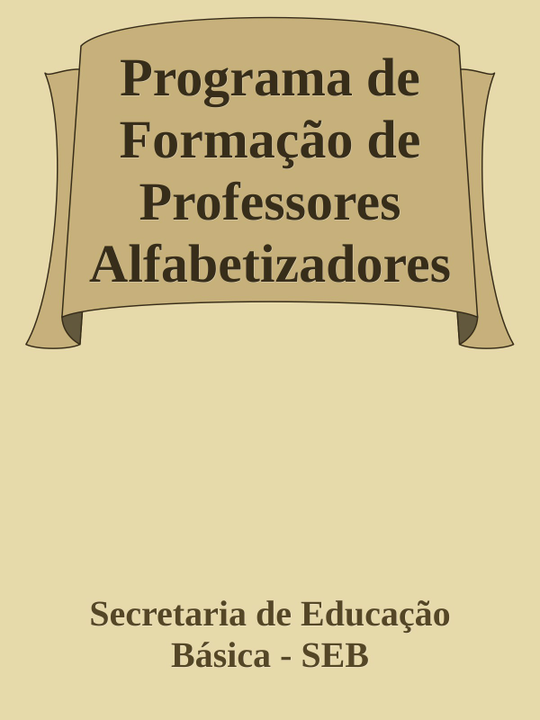 Programa de
Formação de
Professores
Alfabetizadores
Secretaria de Educação
Básica - SEB